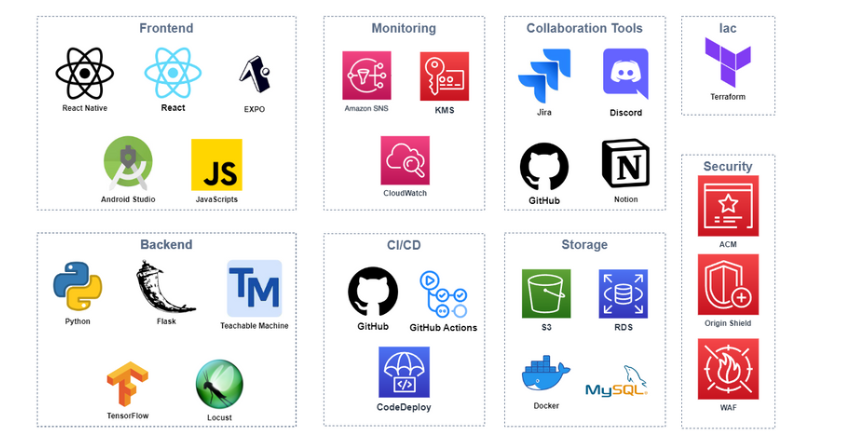 Frontend
React Native
React
EXPO
Android Studio
JS
JavaScripts
Monitoring
Amazon SNS
KMS
CloudWatch
Collaboration Tools
Jira
Discord
GitHub
N
Notion
Iac
Terraform
Security
ACM
Origin Shield
WAF
Backend
Python
Flask
TM
Teachable Machine
TensorFlow
Locust
CI/CD
GitHub
GitHub Actions
CodeDeploy
Storage
S3
RDS
Docker
MySQL